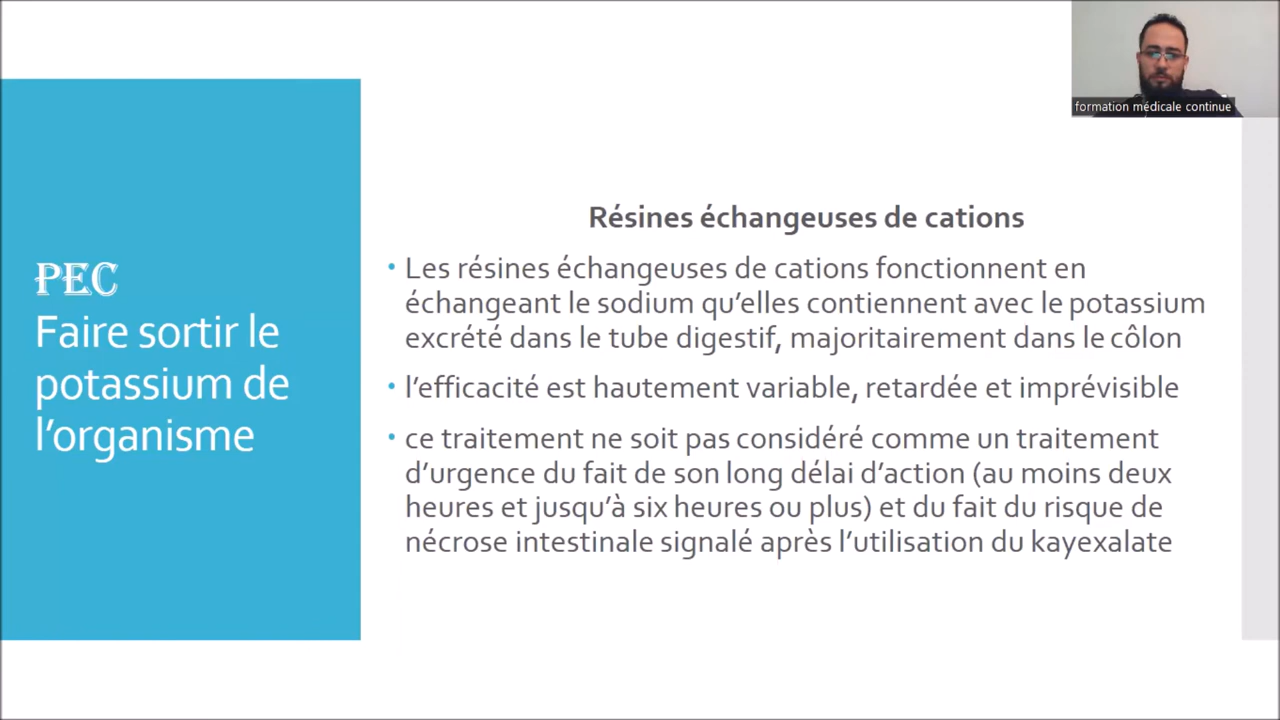 formation médicale continue
PEC
Faire sortir le
potassium de
l’organisme
Résines échangeuses de cations
• Les résines échangeuses de cations fonctionnent en
échangeant le sodium qu’elles contiennent avec le potassium
excrété dans le tube digestif, majoritairement dans le côlon
• l’efficacité est hautement variable, retardée et imprévisible
• ce traitement ne soit pas considéré comme un traitement
d’urgence du fait de son long délai d’action (au moins deux
heures et jusqu’à six heures ou plus) et du fait du risque de
nécrose intestinale signalé après l’utilisation du kayexalate